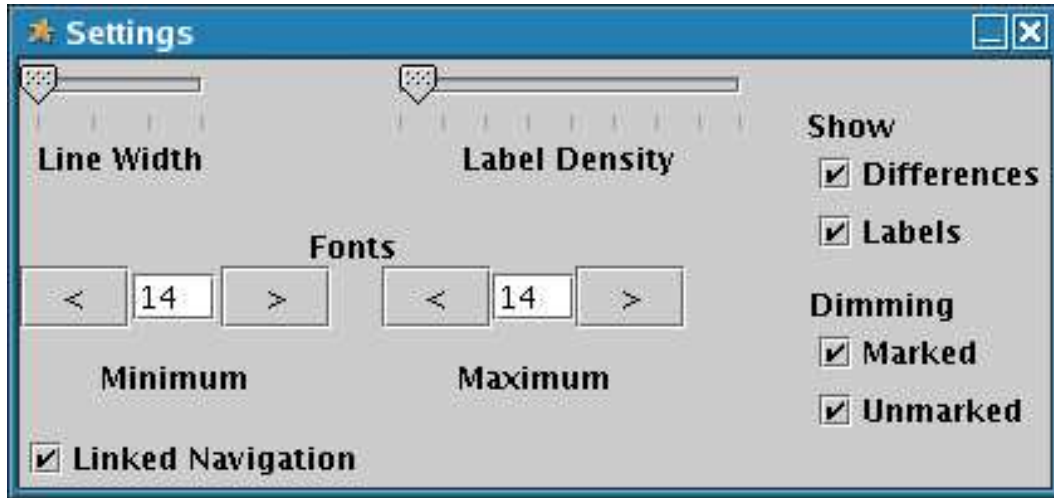 Settings
Line Width
Label Density
Show
Differences
Labels
Fonts
< 14 > < 14 >
Minimum
Maximum
Dimming
Marked
Unmarked
Linked Navigation